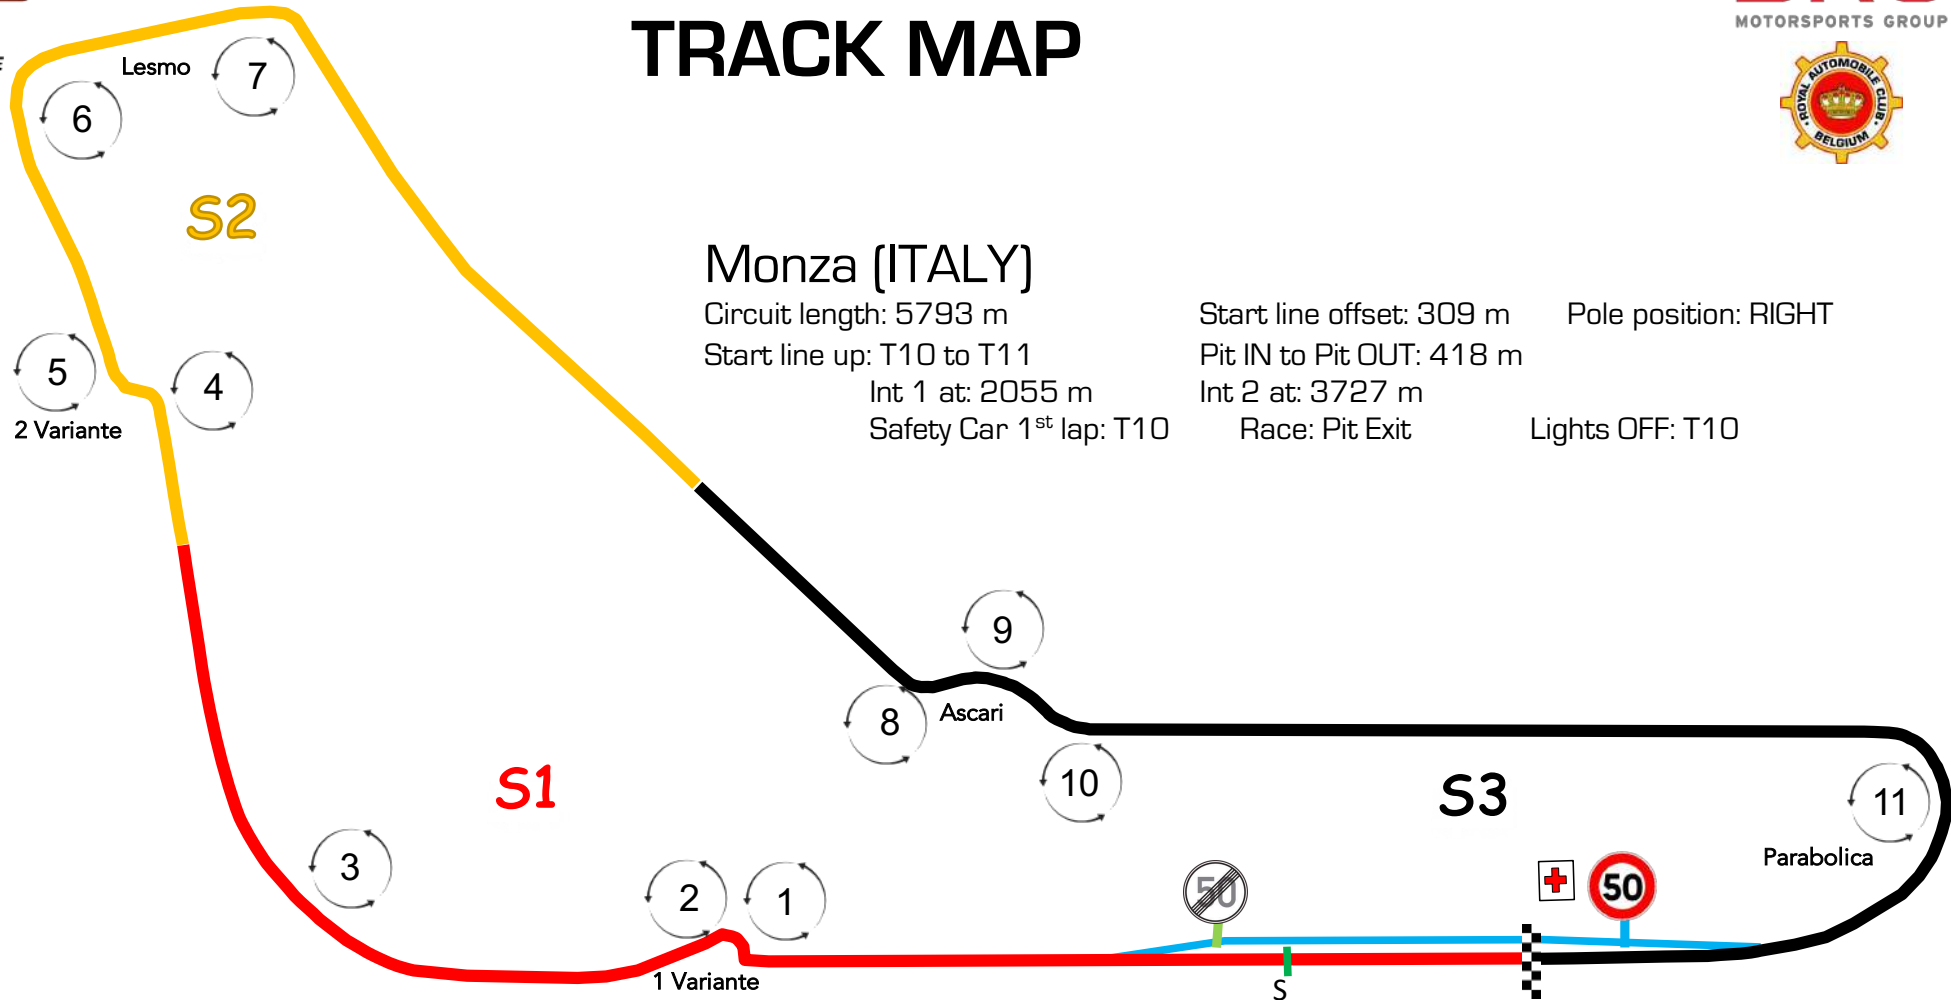 TRACK MAP
MOTORSPORTS GROUP
ROYAL AUTOMOBILE CLUB
BELGIUM
Lesmo
7
6
S2
Monza (ITALY)
Circuit length: 5793 m
Start line offset: 309 m
Pole position: RIGHT
Start line up: T10 to T11
Pit IN to Pit OUT: 418 m
Int 1 at: 2055 m
Int 2 at: 3727 m
Safety Car 1st lap: T10
Race: Pit Exit
Lights OFF: T10
5
4
2 Variante
9
8
Ascari
10
S1
S3
11
Parabolica
3
2
1
50
50
1 Variante
S